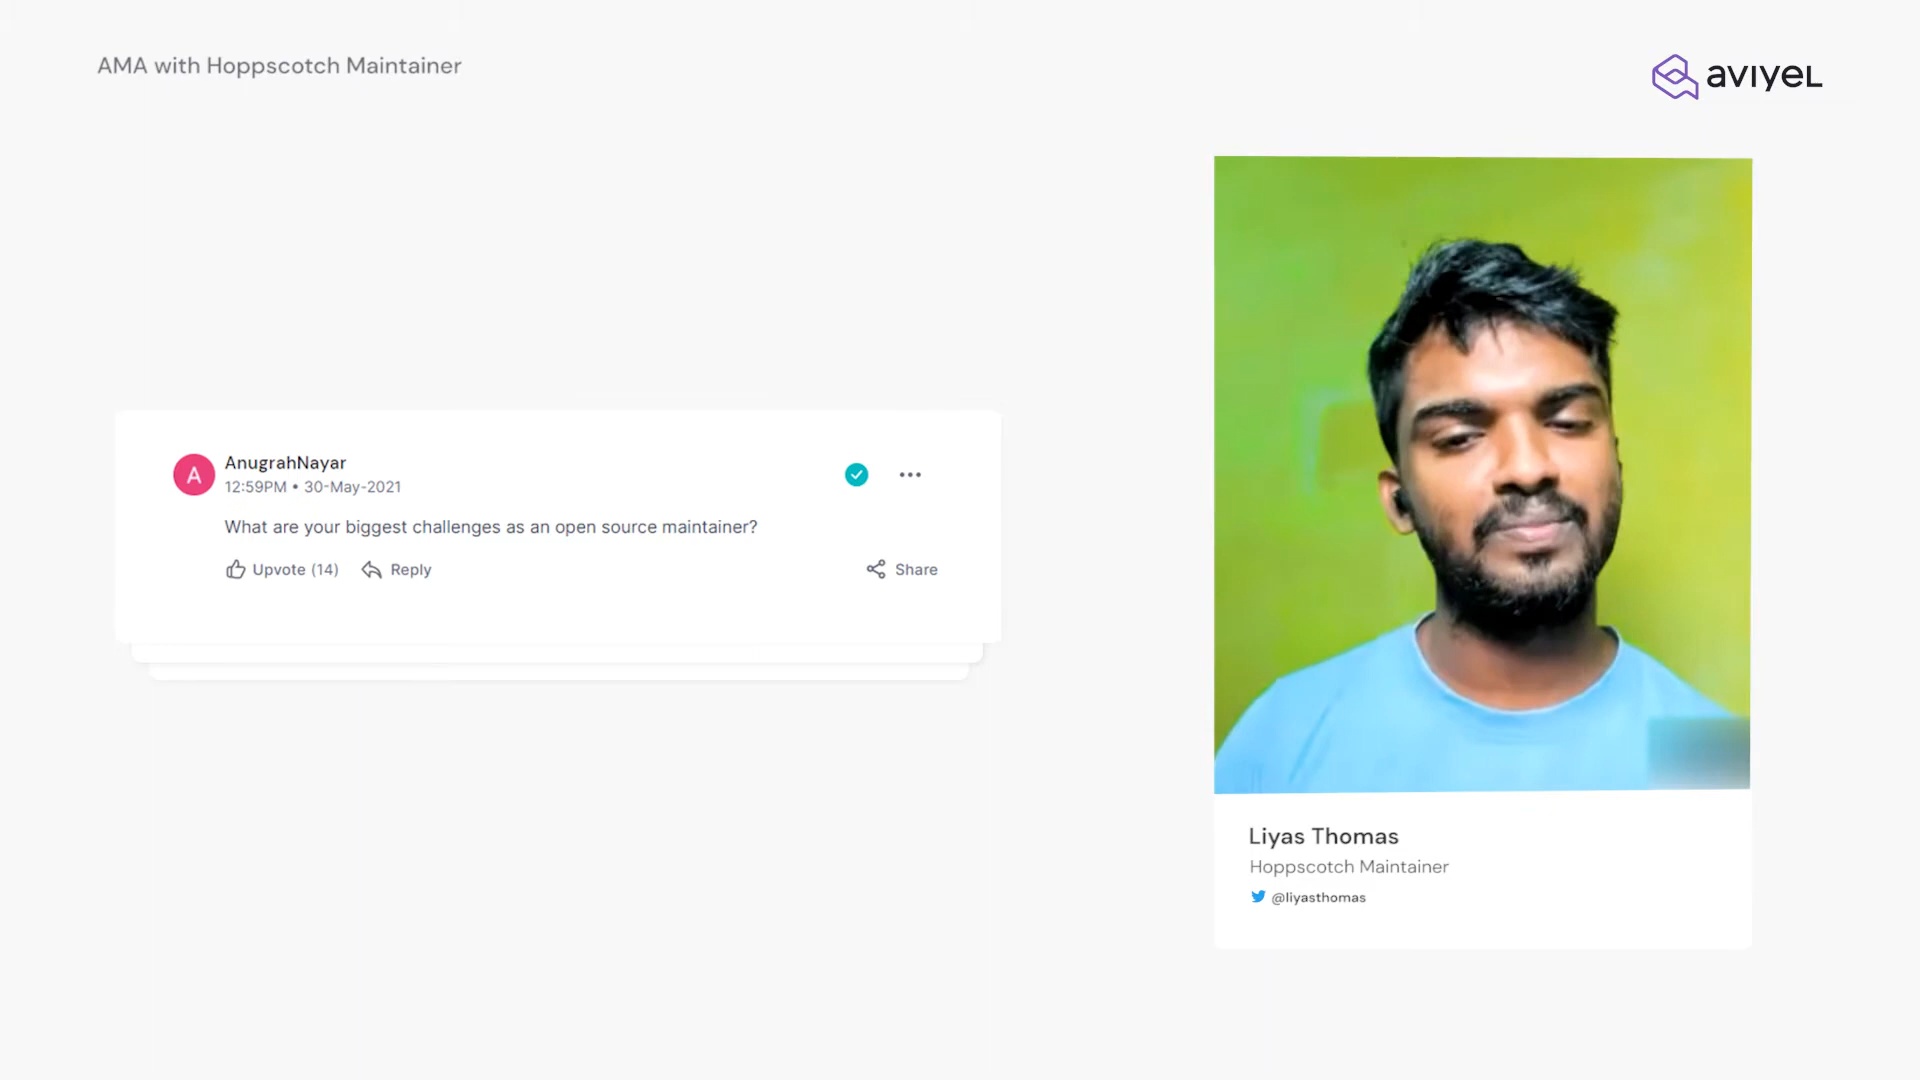 AMA with Hoppscotch Maintainer
aviyel
A
AnugrahNayar
12:59PM • 30-May-2021
What are your biggest challenges as an open source maintainer?
Upvote (14)
Reply
Share
Liyas Thomas
Hoppscotch Maintainer
@liyasthomas